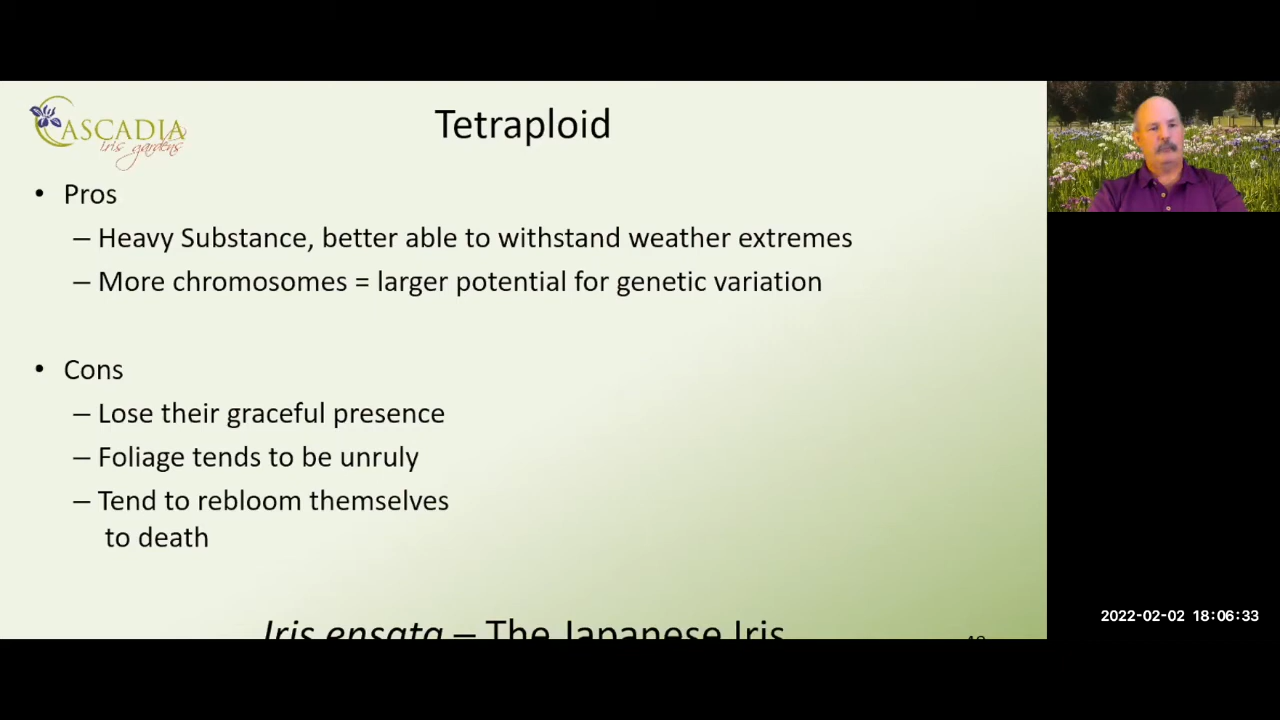 CASCADIA
iris gardens
Tetraploid
• Pros
– Heavy Substance, better able to withstand weather extremes
– More chromosomes = larger potential for genetic variation
• Cons
– Lose their graceful presence
– Foliage tends to be unruly
– Tend to rebloom themselves
to death
Iris ensata – The Japanese Iris
2022-02-02 18:06:33